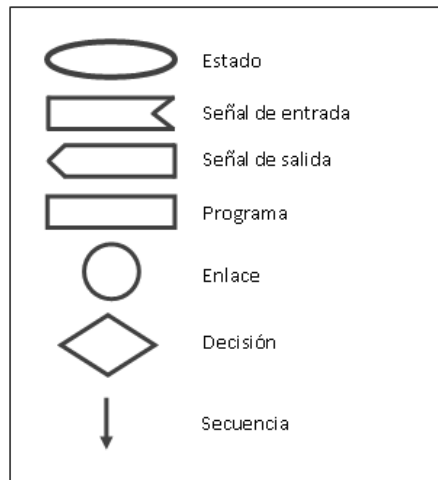 Estado
Señal de entrada
Señal de salida
Programa
Enlace
Decisión
Secuencia